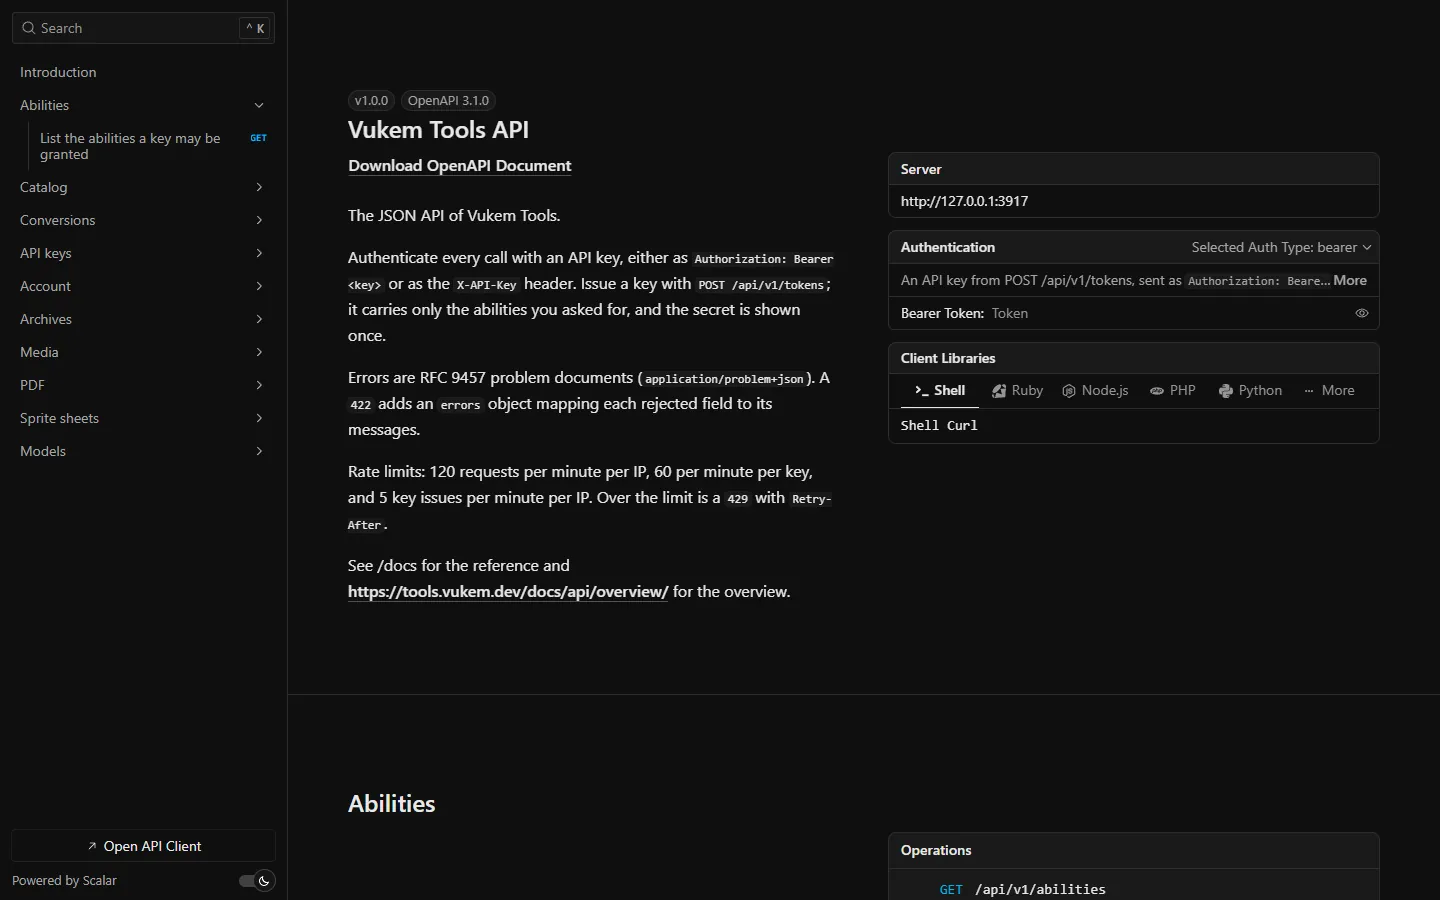 Search
^ K
Introduction
Abilities
List the abilities a key may be
granted
GET
Catalog
Conversions
API keys
Account
Archives
Media
PDF
Sprite sheets
Models
Open API Client
Powered by Scalar
v1.0.0
OpenAPI 3.1.0
Vukem Tools API
Download OpenAPI Document
The JSON API of Vukem Tools.
Authenticate every call with an API key, either as Authorization: Bearer
<key> or as the X-API-Key header. Issue a key with POST /api/v1/tokens;
it carries only the abilities you asked for, and the secret is shown
once.
Errors are RFC 9457 problem documents (application/problem+json). A
422 adds an errors object mapping each rejected field to its
messages.
Rate limits: 120 requests per minute per IP, 60 per minute per key,
and 5 key issues per minute per IP. Over the limit is a 429 with Retry-
After.
See /docs for the reference and
https://tools.vukem.dev/docs/api/overview/ for the overview.
Server
http://127.0.0.1:3917
Authentication
Selected Auth Type: bearer
An API key from POST /api/v1/tokens, sent as Authorization: Beare... More
Bearer Token: Token
Client Libraries
Shell
Ruby
Node.js
PHP
Python
More
Shell Curl
Abilities
Operations
GET /api/v1/abilities